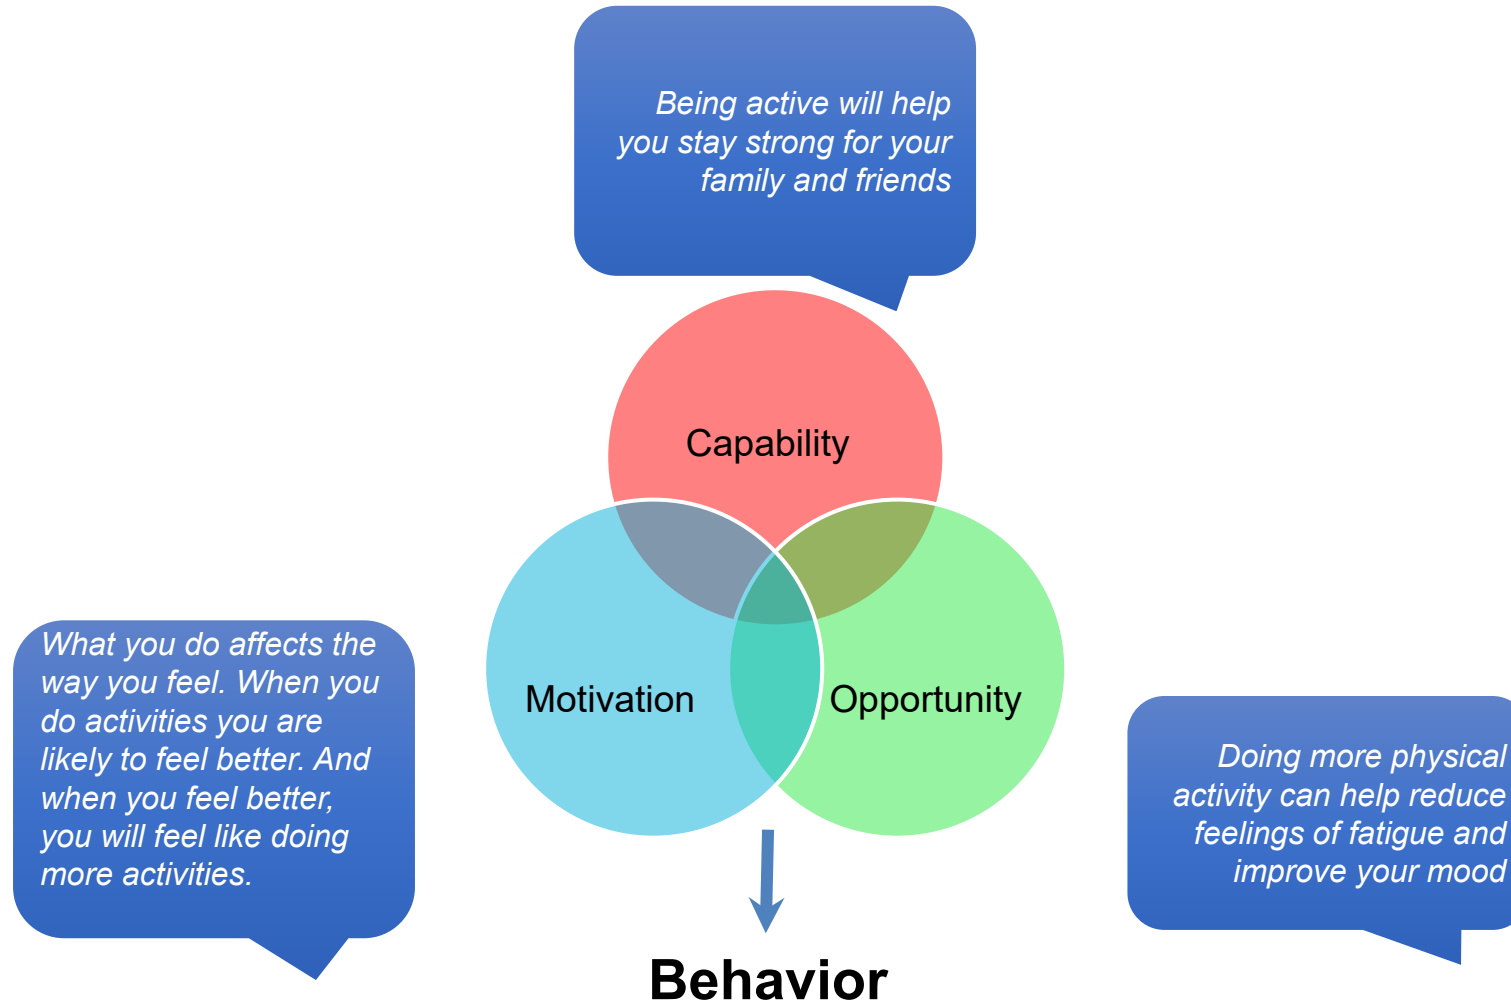 Being active will help
you stay strong for your
family and friends
Capability
Motivation
Opportunity
What you do affects the
way you feel. When you
do activities you are
likely to feel better. And
when you feel better,
you will feel like doing
more activities.
Doing more physical
activity can help reduce
feelings of fatigue and
improve your mood
Behavior